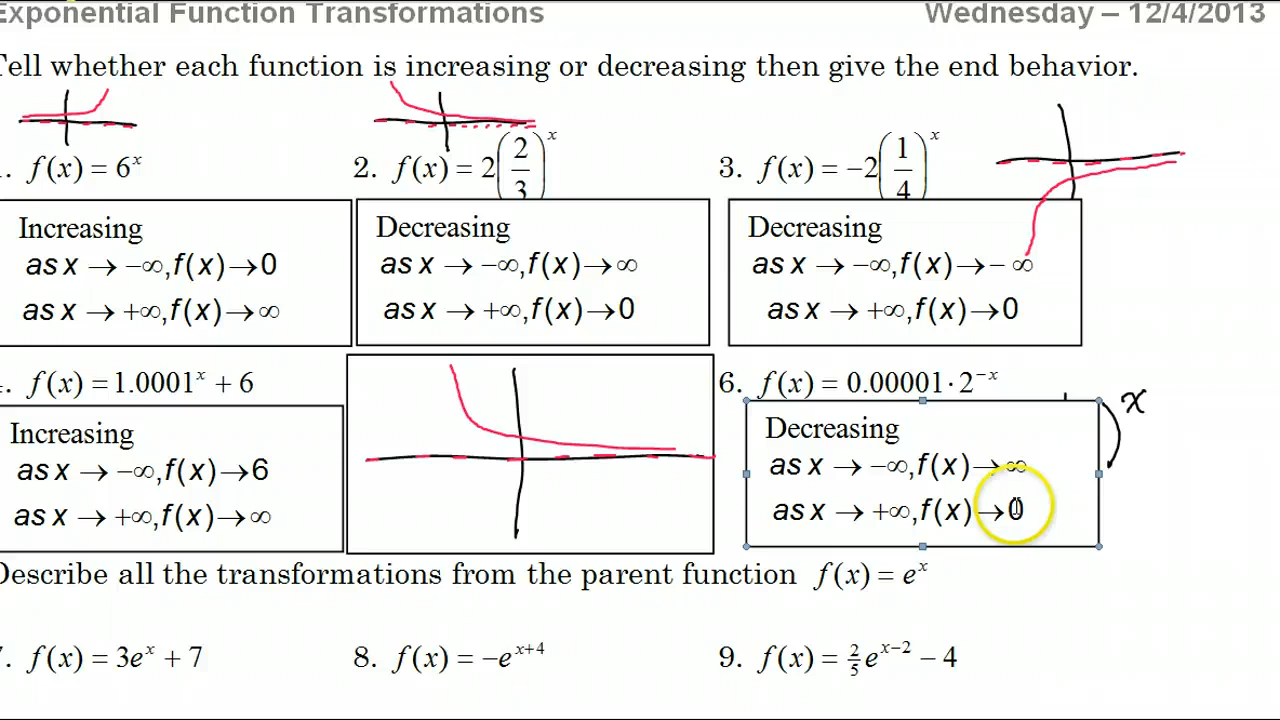 Exponential Function Transformations Wednesday – 12/4/2013
Tell whether each function is increasing or decreasing then give the end behavior.
1. f(x) = 6^x 2. f(x) = 2(2/3)^x 3. f(x) = −2(1/4)^x
Increasing
as x → −∞, f(x) → 0
as x → +∞, f(x) → ∞
Decreasing
as x → −∞, f(x) → ∞
as x → +∞, f(x) → 0
Decreasing
as x → −∞, f(x) → − ∞
as x → +∞, f(x) → 0
. f(x) = 1.0001^x + 6 6. f(x) = 0.00001 · 2^−x
x
Increasing
as x → −∞, f(x) → 6
as x → +∞, f(x) → ∞
Decreasing
as x → −∞, f(x) → ∞
as x → +∞, f(x) → 0
Describe all the transformations from the parent function f(x) = e^x
7. f(x) = 3e^x + 7 8. f(x) = −e^x+4 9. f(x) = 2/5 e^x−2 − 4